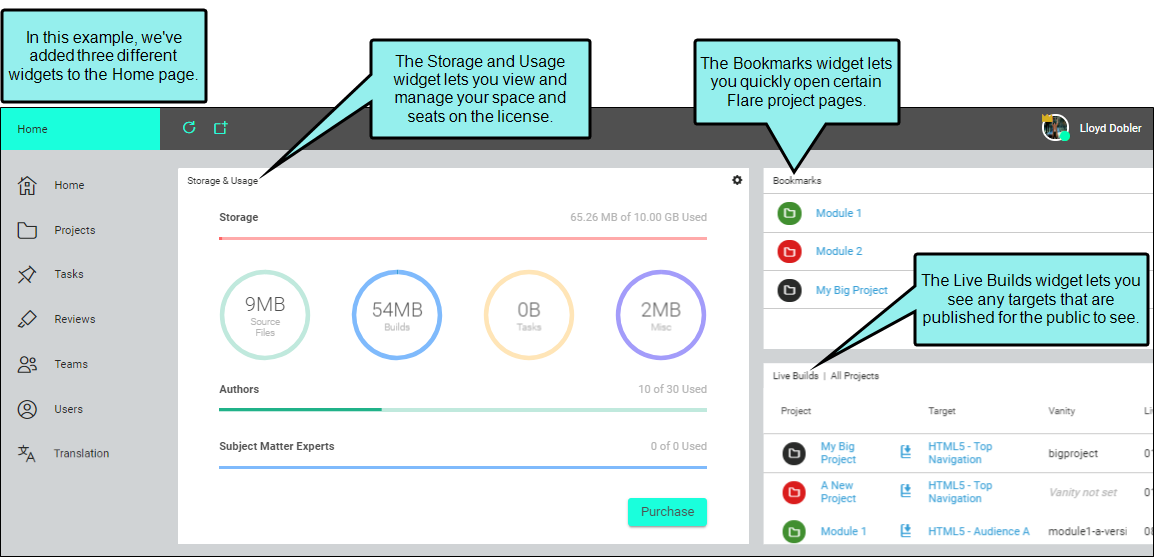 In this example, we've
added three different
widgets to the Home page.
The Storage and Usage
widget lets you view and
manage your space and
seats on the license.
The Bookmarks widget lets
you quickly open certain
Flare project pages.
Home
Lloyd Dobler
Home
Projects
Tasks
Reviews
Teams
Users
Translation
Storage & Usage
Storage
65.26 MB of 10.00 GB Used
9MB
Source
Files
54MB
Builds
0B
Tasks
2MB
Misc
Authors
10 of 30 Used
Subject Matter Experts
0 of 0 Used
Purchase
Bookmarks
Module 1
Module 2
My Big Project
The Live Builds widget lets you
see any targets that are
published for the public to see.
Live Builds | All Projects
Project Target Vanity
My Big
Project
HTML5 - Top
Navigation
bigproject
A New
Project
HTML5 - Top
Navigation
Vanity not set
Module 1 HTML5 - Audience A module1-a-versi